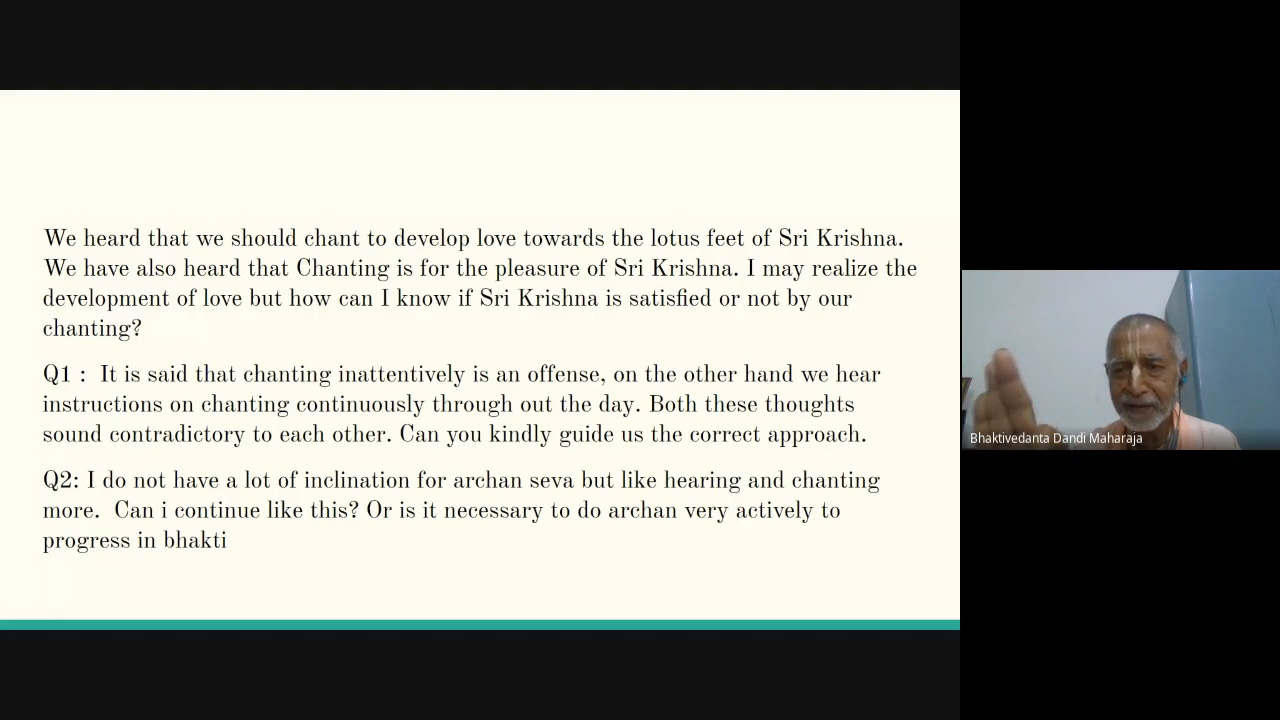 We heard that we should chant to develop love towards the lotus feet of Sri Krishna.
We have also heard that Chanting is for the pleasure of Sri Krishna. I may realize the
development of love but how can I know if Sri Krishna is satisfied or not by our
chanting?
Q1 :  It is said that chanting inattentively is an offense, on the other hand we hear
instructions on chanting continuously through out the day. Both these thoughts
sound contradictory to each other. Can you kindly guide us the correct approach.
Q2: I do not have a lot of inclination for archan seva but like hearing and chanting
more.  Can i continue like this? Or is it necessary to do archan very actively to
progress in bhakti
Bhaktivedanta Dandi Maharaja